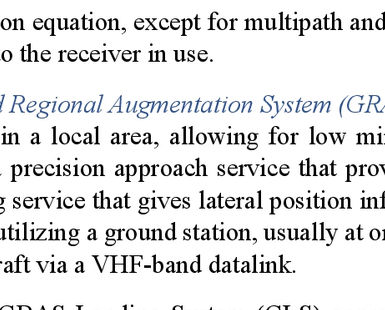 on equation, except for multipath and
to the receiver in use.
Regional Augmentation System (GRA
in a local area, allowing for low mi
precision approach service that prov
service that gives lateral position inf
utilizing a ground station, usually at o
raft via a VHF-band datalink.
GRAS Landing System (GLS)